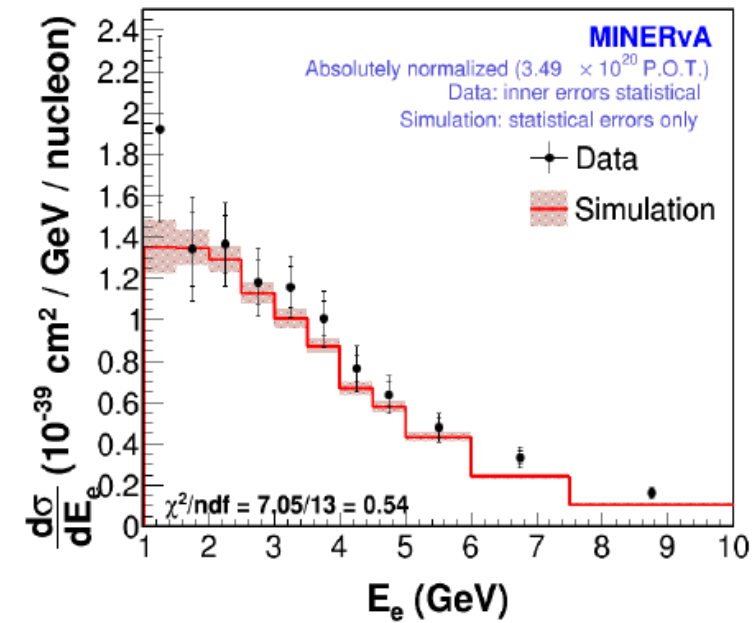 MINERvA
Absolutely normalized (3.49 × 10²⁰ P.O.T.)
Data: inner errors statistical
Simulation: statistical errors only
Data
Simulation
dσ/dEₑ (10⁻³⁹ cm² / GeV / nucleon)
2.4
2.2
2
1.8
1.6
1.4
1.2
1
0.8
0.6
0.4
0.2
0
χ²/ndf = 7.05/13 = 0.54
1 2 3 4 5 6 7 8 9 10
Eₑ (GeV)